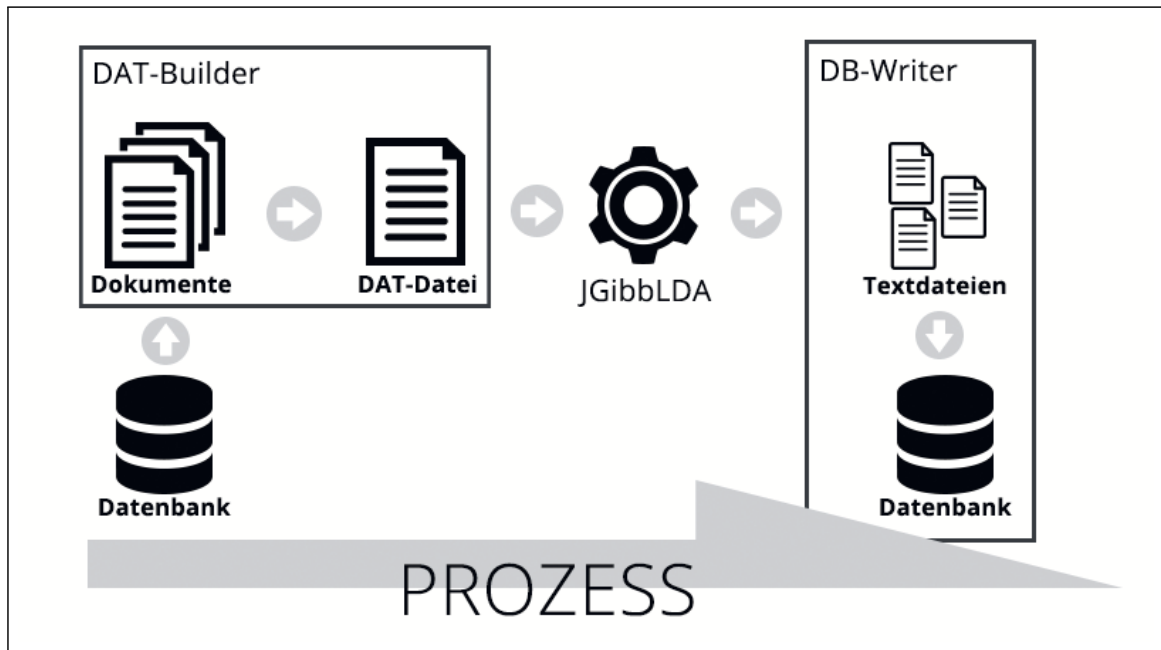 DAT-Builder
DB-Writer
Dokumente
DAT-Datei
JGibbLDA
Textdateien
Datenbank
Datenbank
PROZESS